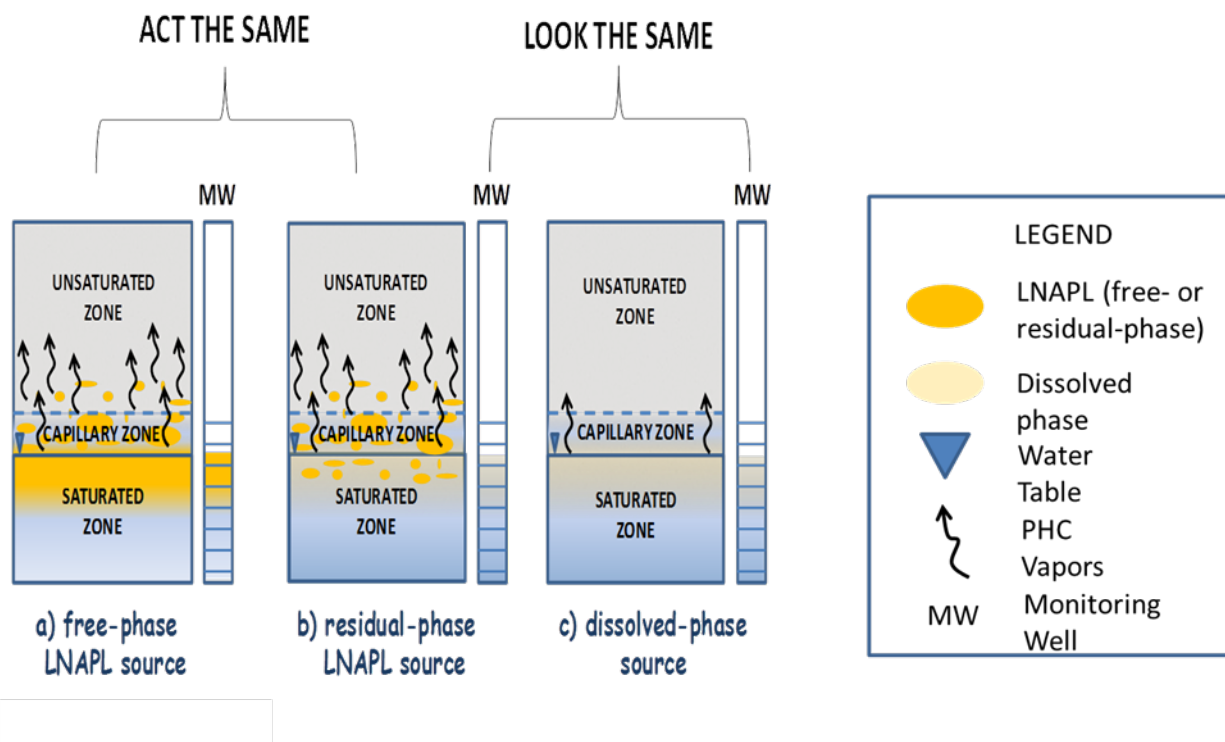 ACT THE SAME
LOOK THE SAME
MW
MW
MW
UNSATURATED
ZONE
CAPILLARY ZONE
SATURATED
ZONE
a) free-phase
LNAPL source
UNSATURATED
ZONE
CAPILLARY ZONE
SATURATED
ZONE
b) residual-phase
LNAPL source
UNSATURATED
ZONE
CAPILLARY ZONE
SATURATED
ZONE
c) dissolved-phase
source
LEGEND
LNAPL (free- or
residual-phase)
Dissolved
phase
Water
Table
PHC
Vapors
MW
Monitoring
Well